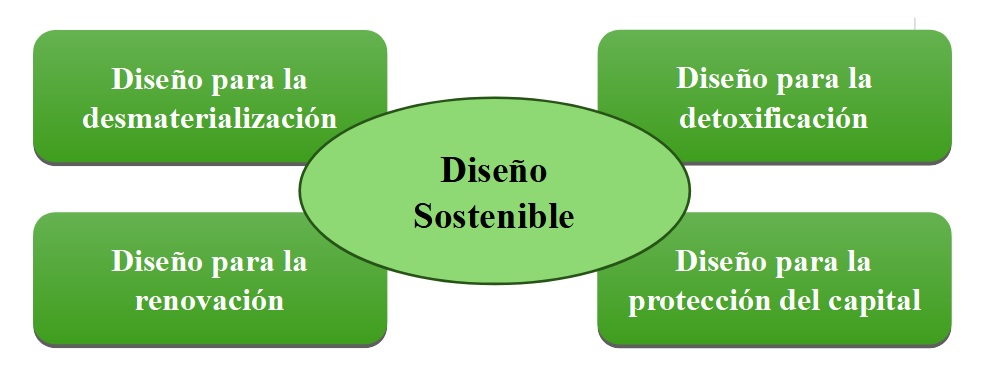 Diseño para la
desmaterialización
Diseño para la
detoxificación
Diseño
Sostenible
Diseño para la
renovación
Diseño para la
protección del capital